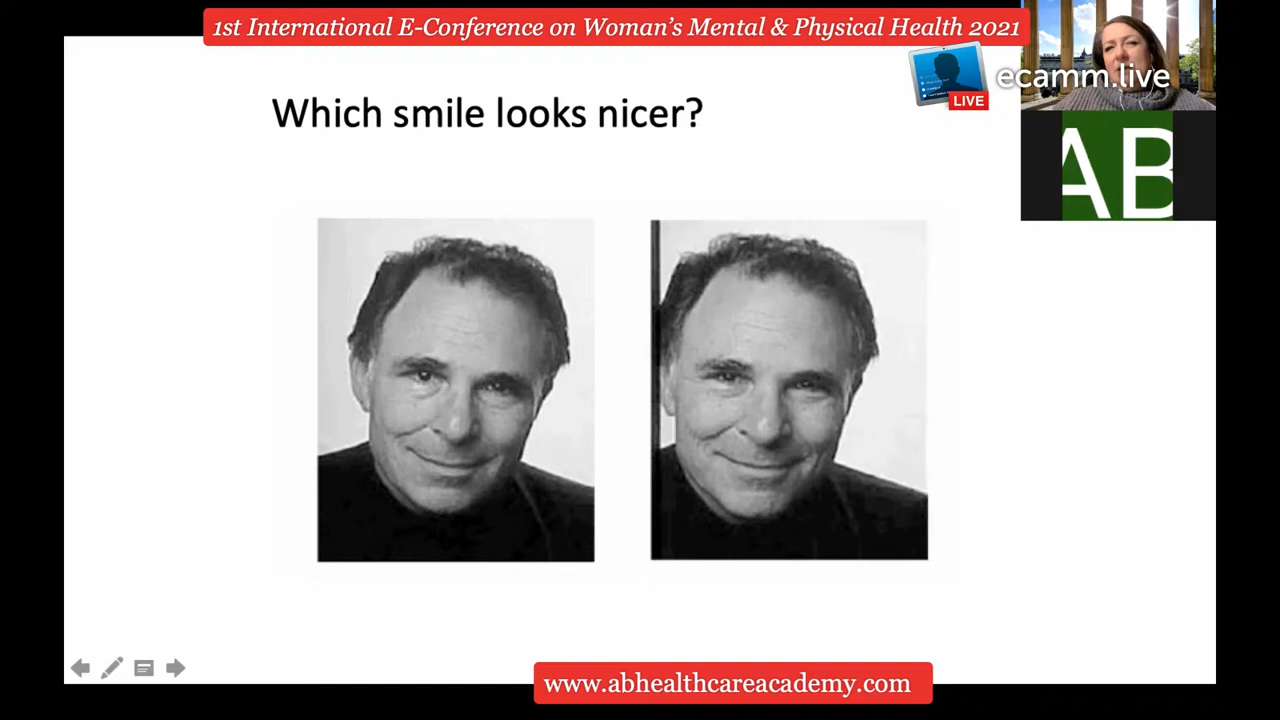 1st International E-Conference on Woman's Mental & Physical Health 2021
ecamm.live
LIVE
Which smile looks nicer?
AB
www.abhealthcareacademy.com